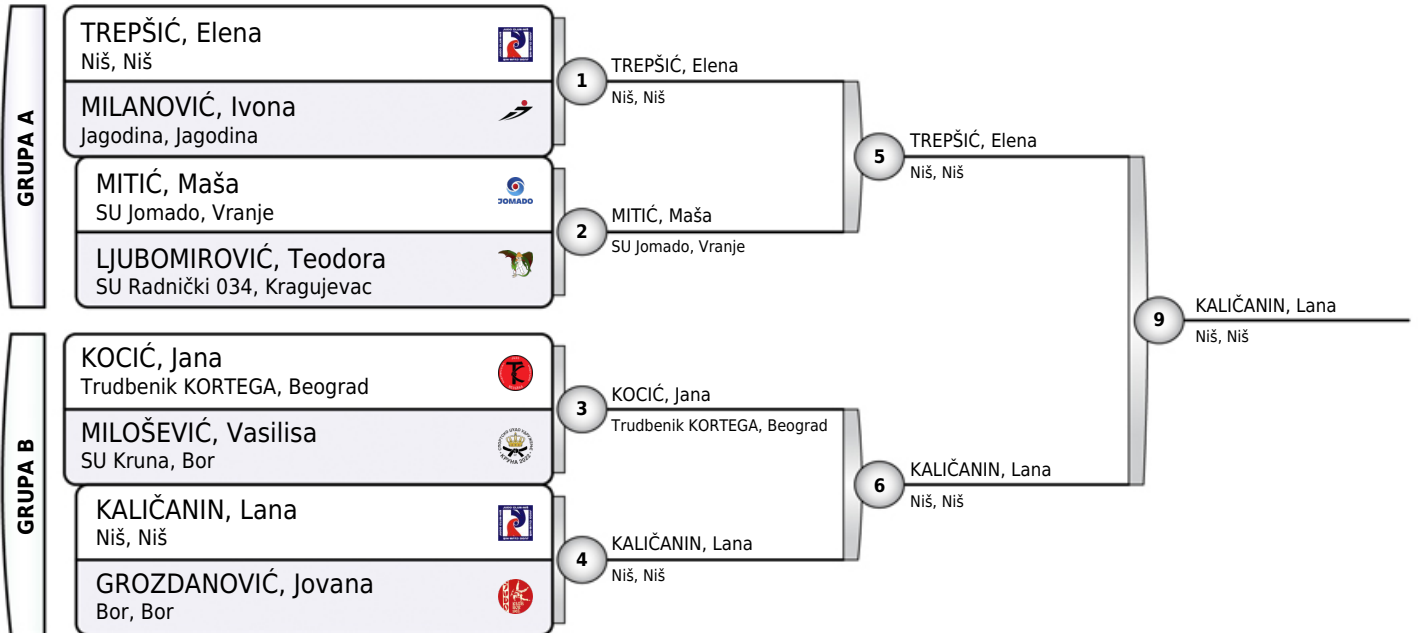 GRUPA A
TREPŠIĆ, Elena
Niš, Niš
MILANOVIĆ, Ivona
Jagodina, Jagodina
MITIĆ, Maša
SU Jomado, Vranje
JOMADO
LJUBOMIROVIĆ, Teodora
SU Radnički 034, Kragujevac
1
TREPŠIĆ, Elena
Niš, Niš
2
MITIĆ, Maša
SU Jomado, Vranje
5
TREPŠIĆ, Elena
Niš, Niš
GRUPA B
KOCIĆ, Jana
Trudbenik KORTEGA, Beograd
MILOŠEVIĆ, Vasilisa
SU Kruna, Bor
KALIČANIN, Lana
Niš, Niš
GROZDANOVIĆ, Jovana
Bor, Bor
3
KOCIĆ, Jana
Trudbenik KORTEGA, Beograd
4
KALIČANIN, Lana
Niš, Niš
6
KALIČANIN, Lana
Niš, Niš
9
KALIČANIN, Lana
Niš, Niš